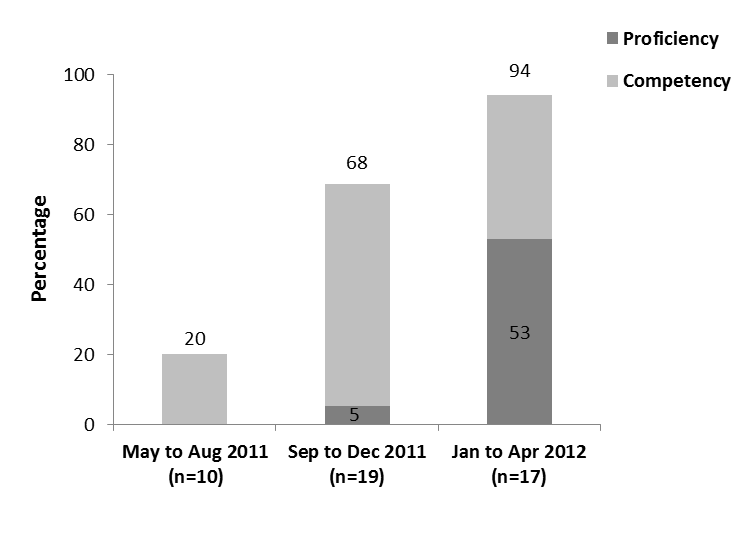 Proficiency
Competency
Percentage
100
80
60
40
20
0
20
68
5
94
53
May to Aug 2011
(n=10)
Sep to Dec 2011
(n=19)
Jan to Apr 2012
(n=17)